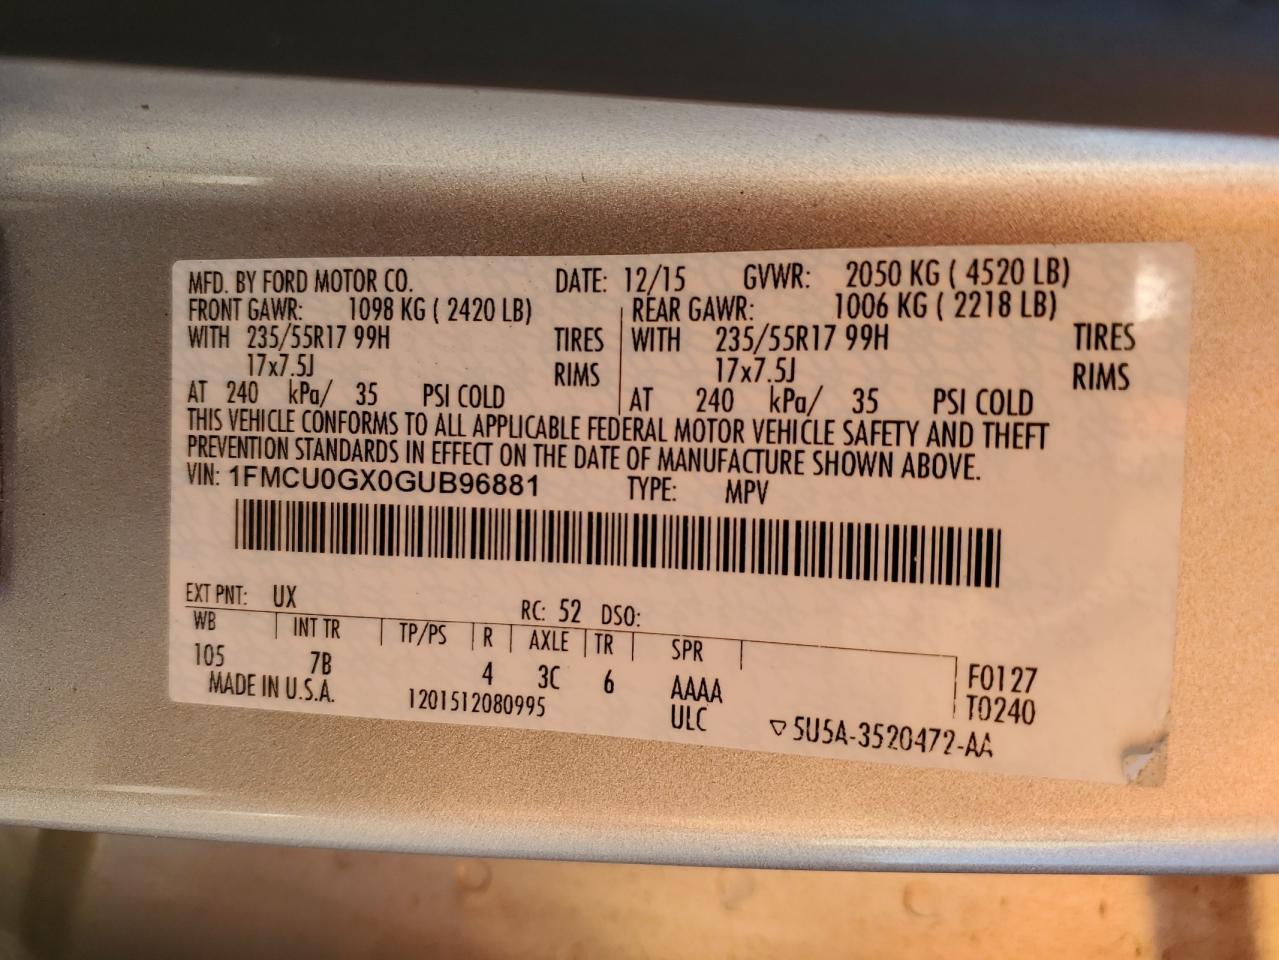 MFD. BY FORD MOTOR CO. DATE: 12/15 GVWR: 2050 KG ( 4520 LB)
FRONT GAWR: 1098 KG ( 2420 LB) REAR GAWR: 1006 KG ( 2218 LB)
WITH 235/55R17 99H TIRES WITH 235/55R17 99H TIRES
17x7.5J RIMS 17x7.5J RIMS
AT 240 kPa/ 35 PSI COLD AT 240 kPa/ 35 PSI COLD
THIS VEHICLE CONFORMS TO ALL APPLICABLE FEDERAL MOTOR VEHICLE SAFETY AND THEFT
PREVENTION STANDARDS IN EFFECT ON THE DATE OF MANUFACTURE SHOWN ABOVE.
VIN: 1FMCU0GX0GUB96881 TYPE: MPV
EXT PNT: UX RC: 52 DSO:
WB INT TR TP/PS R AXLE TR SPR
105 7B 4 3C 6 AAAA F0127
MADE IN U.S.A. 1201512080995 ULC T0240
▽ 5U5A-3520472-AA